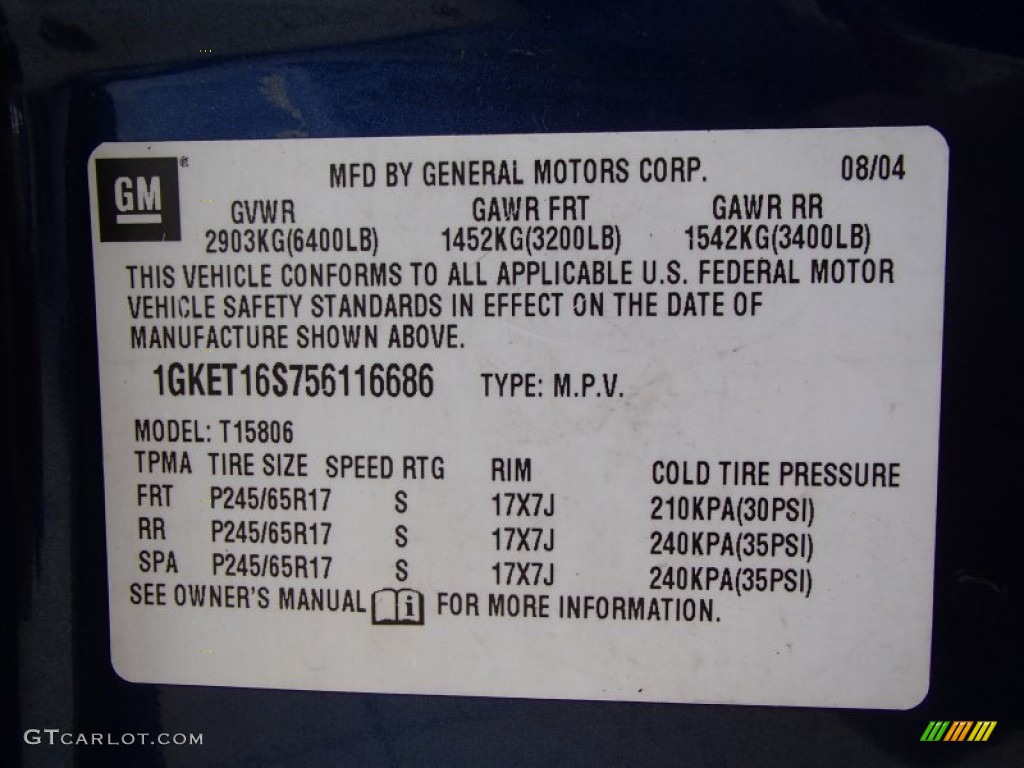 GM ® MFD BY GENERAL MOTORS CORP. 08/04
GVWR GAWR FRT GAWR RR
2903KG(6400LB) 1452KG(3200LB) 1542KG(3400LB)
THIS VEHICLE CONFORMS TO ALL APPLICABLE U.S. FEDERAL MOTOR
VEHICLE SAFETY STANDARDS IN EFFECT ON THE DATE OF
MANUFACTURE SHOWN ABOVE.
1GKET16S756116686 TYPE: M.P.V.
MODEL: T15806
TPMA TIRE SIZE SPEED RTG RIM COLD TIRE PRESSURE
FRT P245/65R17 S 17X7J 210KPA(30PSI)
RR P245/65R17 S 17X7J 240KPA(35PSI)
SPA P245/65R17 S 17X7J 240KPA(35PSI)
SEE OWNER'S MANUAL i FOR MORE INFORMATION.
GTCARLOT.COM